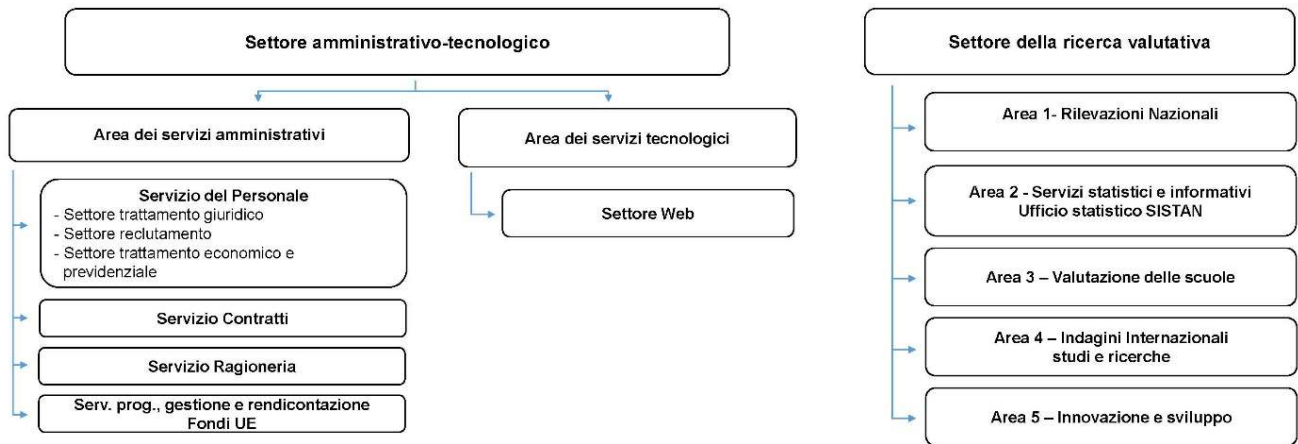 Settore amministrativo-tecnologico
Area dei servizi amministrativi
Servizio del Personale
- Settore trattamento giuridico
- Settore reclutamento
- Settore trattamento economico e
previdenziale
Servizio Contratti
Servizio Ragioneria
Serv. prog., gestione e rendicontazione
Fondi UE
Area dei servizi tecnologici
Settore Web
Settore della ricerca valutativa
Area 1- Rilevazioni Nazionali
Area 2 - Servizi statistici e informativi
Ufficio statistico SISTAN
Area 3 – Valutazione delle scuole
Area 4 – Indagini Internazionali
studi e ricerche
Area 5 – Innovazione e sviluppo